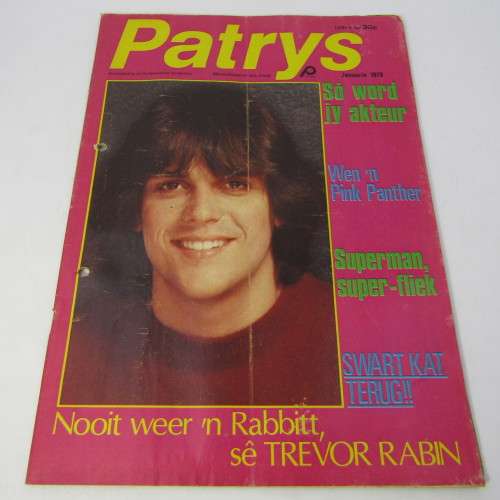 30c
Patrys
Januarie 1979
Só word
jy akteur
Wen 'n
Pink Panther
Superman,
super-fliek
SWART KAT
TERUG!!
Nooit weer 'n Rabbitt,
sê TREVOR RABIN